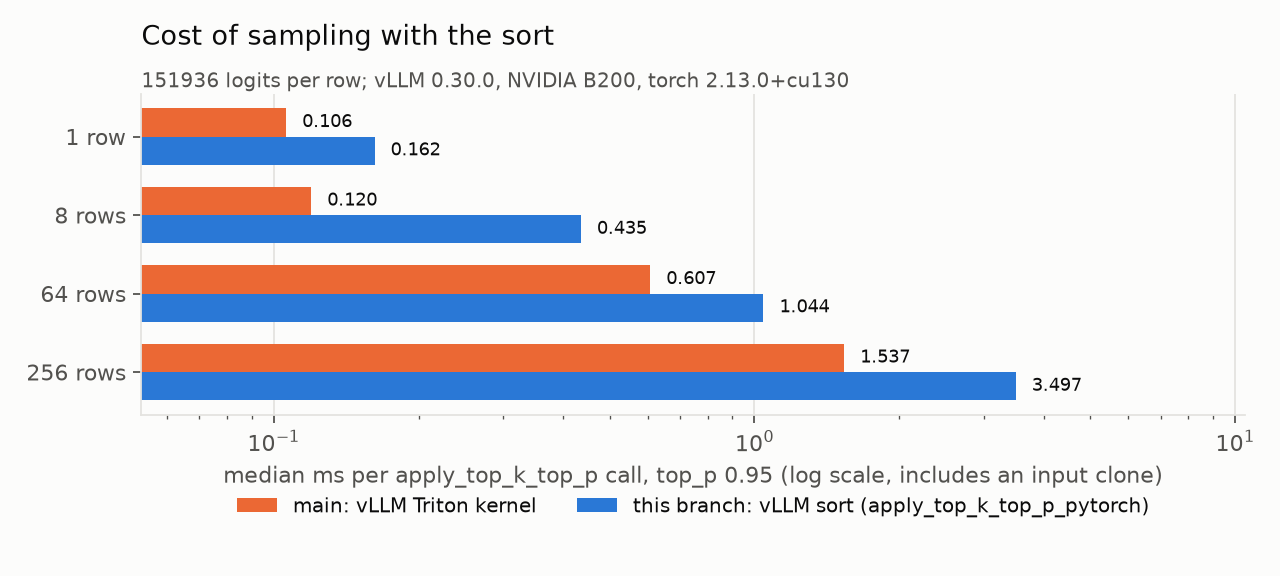 Cost of sampling with the sort
151936 logits per row; vLLM 0.30.0, NVIDIA B200, torch 2.13.0+cu130
1 row
0.106
0.162
8 rows
0.120
0.435
64 rows
0.607
1.044
256 rows
1.537
3.497
10⁻¹ 10⁰ 10¹
median ms per apply_top_k_top_p call, top_p 0.95 (log scale, includes an input clone)
main: vLLM Triton kernel this branch: vLLM sort (apply_top_k_top_p_pytorch)